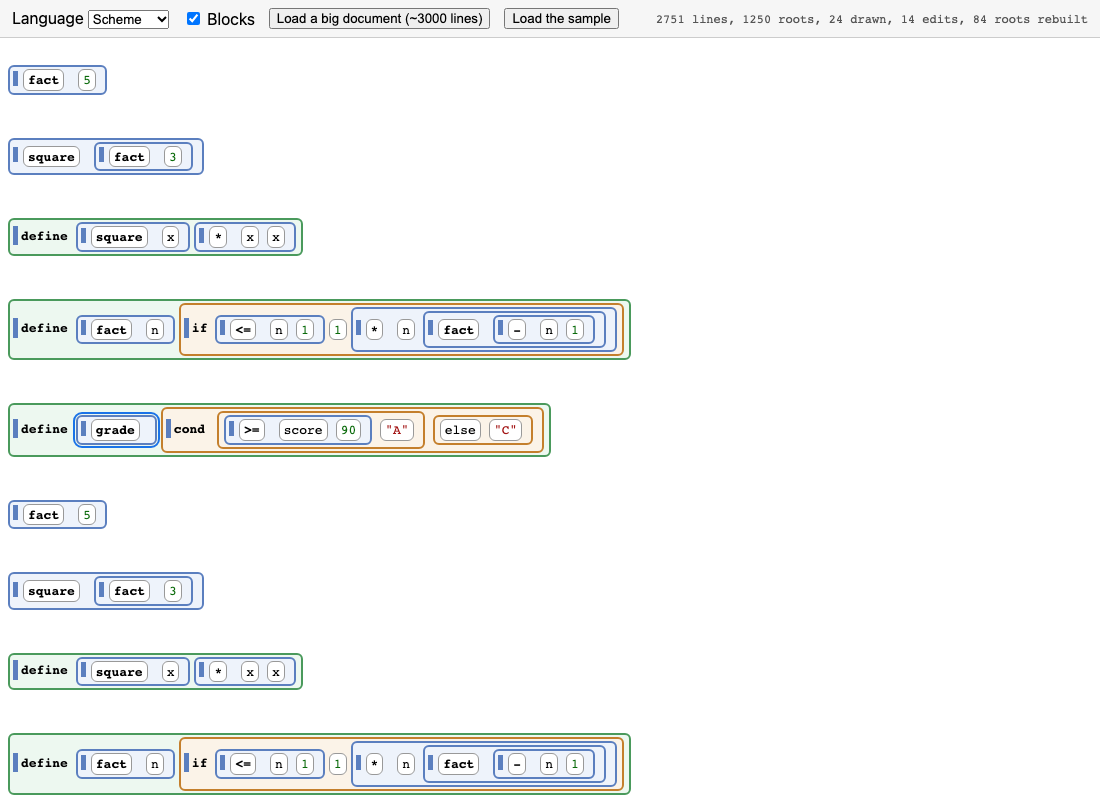 Language Scheme Blocks Load a big document (~3000 lines) Load the sample 2751 lines, 1250 roots, 24 drawn, 14 edits, 84 roots rebuilt
fact 5
square fact 3
define square x * x x
define fact n if <= n 1 1 * n fact - n 1
define grade cond >= score 90 "A" else "C"
fact 5
square fact 3
define square x * x x
define fact n if <= n 1 1 * n fact - n 1